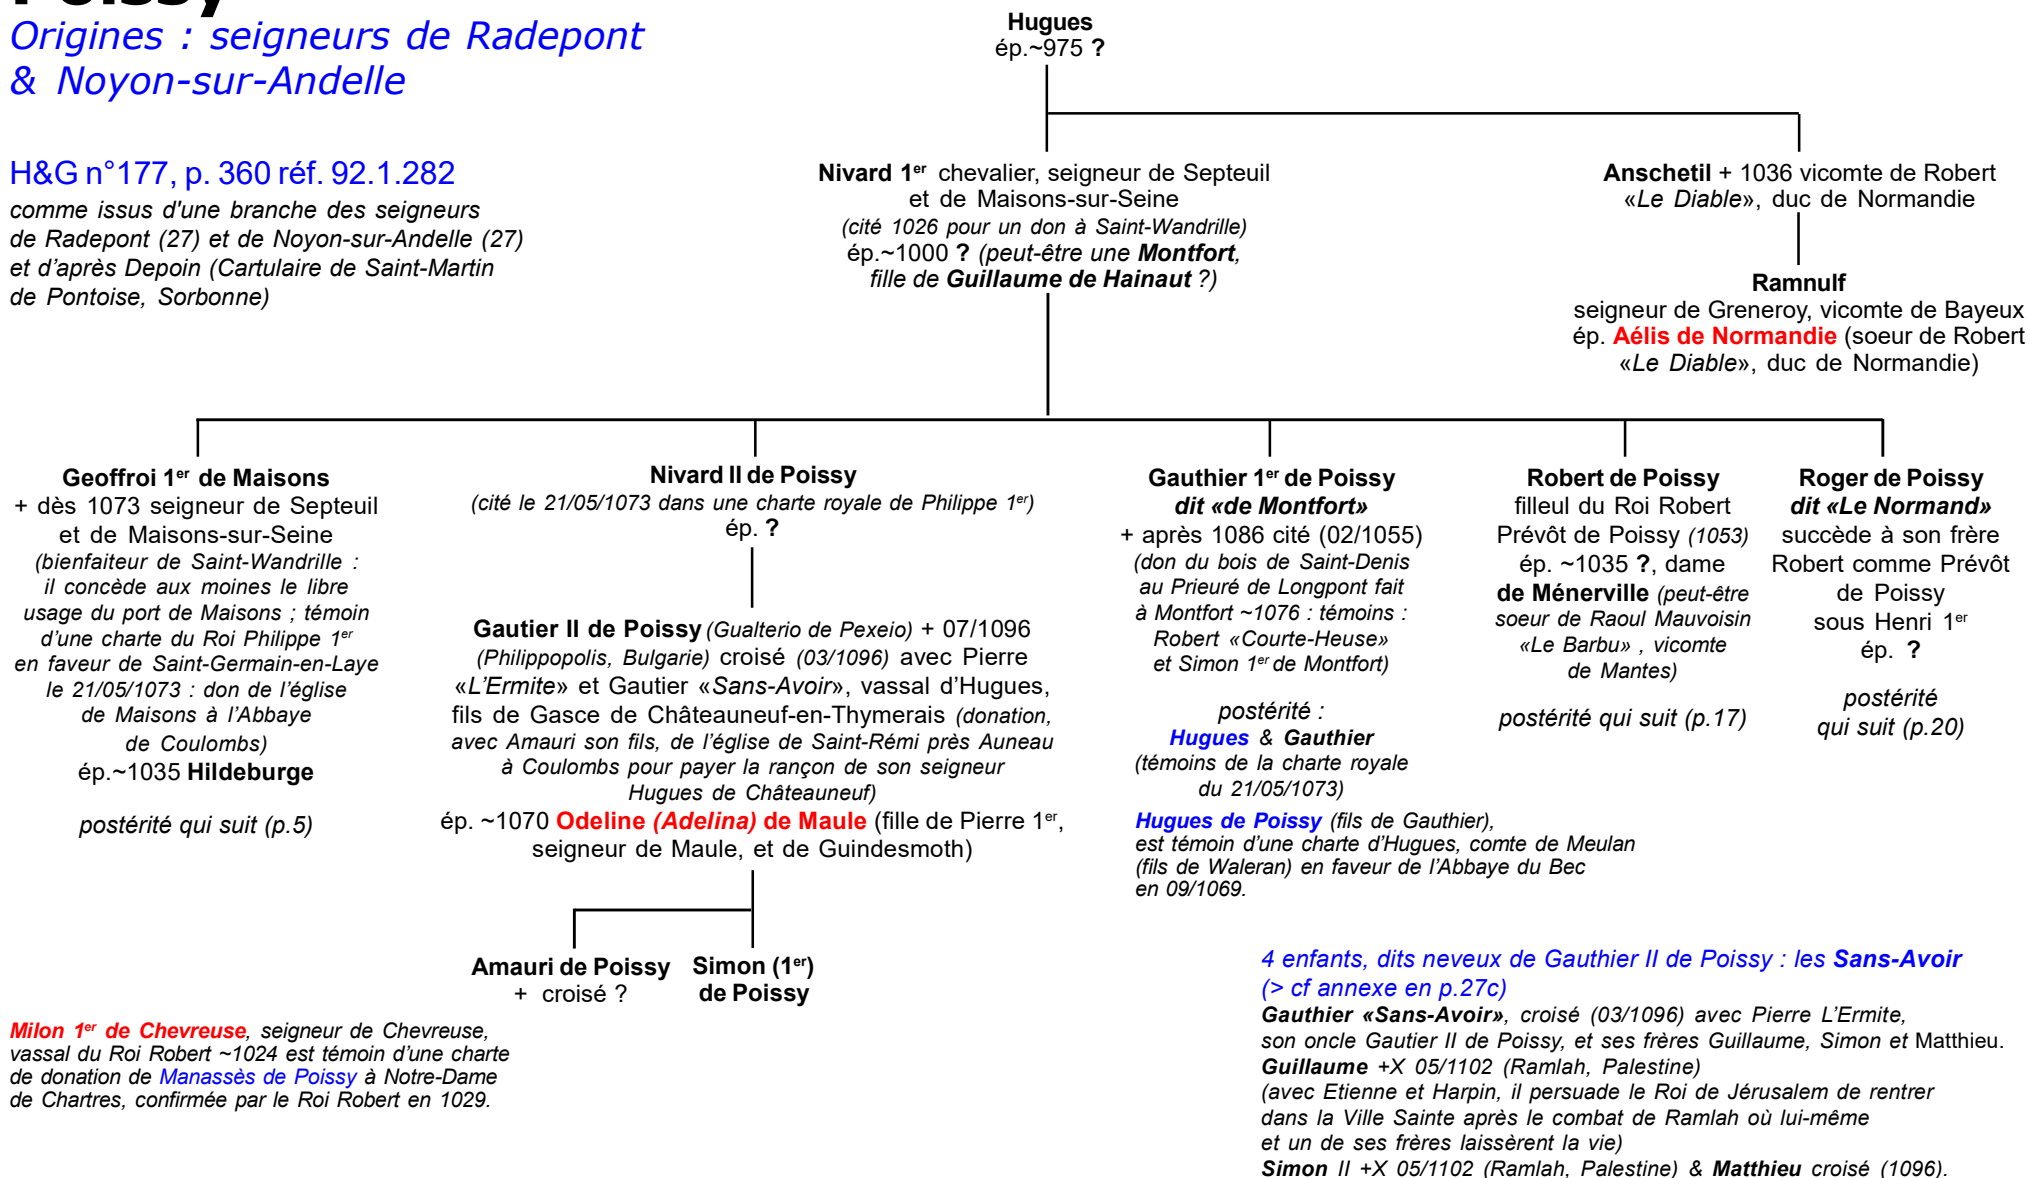 Poissy
Origines : seigneurs de Radepont
& Noyon-sur-Andelle
H&G n°177, p. 360 réf. 92.1.282
comme issus d'une branche des seigneurs
de Radepont (27) et de Noyon-sur-Andelle (27)
et d'après Depoin (Cartulaire de Saint-Martin
de Pontoise, Sorbonne)
Hugues
ép.~975 ?
Nivard 1er chevalier, seigneur de Septeuil
et de Maisons-sur-Seine
(cité 1026 pour un don à Saint-Wandrille)
ép.~1000 ? (peut-être une Montfort,
fille de Guillaume de Hainaut ?)
Anschetil + 1036 vicomte de Robert
«Le Diable», duc de Normandie
Ramnulf
seigneur de Greneroy, vicomte de Bayeux
ép. Aélis de Normandie (soeur de Robert
«Le Diable», duc de Normandie)
Geoffroi 1er de Maisons
+ dès 1073 seigneur de Septeuil
et de Maisons-sur-Seine
(bienfaiteur de Saint-Wandrille :
il concède aux moines le libre
usage du port de Maisons ; témoin
d'une charte du Roi Philippe 1er
en faveur de Saint-Germain-en-Laye
le 21/05/1073 : don de l'église
de Maisons à l'Abbaye
de Coulombs)
ép.~1035 Hildeburge
postérité qui suit (p.5)
Nivard II de Poissy
(cité le 21/05/1073 dans une charte royale de Philippe 1er)
ép. ?
Gautier II de Poissy (Gualterio de Pexeio) + 07/1096
(Philippopolis, Bulgarie) croisé (03/1096) avec Pierre
«L'Ermite» et Gautier «Sans-Avoir», vassal d'Hugues,
fils de Gasce de Châteauneuf-en-Thymerais (donation,
avec Amauri son fils, de l'église de Saint-Rémi près Auneau
à Coulombs pour payer la rançon de son seigneur
Hugues de Châteauneuf)
ép. ~1070 Odeline (Adelina) de Maule (fille de Pierre 1er,
seigneur de Maule, et de Guindesmoth)
Amauri de Poissy
+ croisé ?
Simon (1er)
de Poissy
Gauthier 1er de Poissy
dit «de Montfort»
+ après 1086 cité (02/1055)
(don du bois de Saint-Denis
au Prieuré de Longpont fait
à Montfort ~1076 : témoins :
Robert «Courte-Heuse»
et Simon 1er de Montfort)
postérité :
Hugues & Gauthier
(témoins de la charte royale
du 21/05/1073)
Hugues de Poissy (fils de Gauthier),
est témoin d'une charte d'Hugues, comte de Meulan
(fils de Waleran) en faveur de l'Abbaye du Bec
en 09/1069.
Robert de Poissy
filleul du Roi Robert
Prévôt de Poissy (1053)
ép. ~1035 ?, dame
de Ménerville (peut-être
soeur de Raoul Mauvoisin
«Le Barbu» , vicomte
de Mantes)
postérité qui suit (p.17)
Roger de Poissy
dit «Le Normand»
succède à son frère
Robert comme Prévôt
de Poissy
sous Henri 1er
ép. ?
postérité
qui suit (p.20)
Milon 1er de Chevreuse, seigneur de Chevreuse,
vassal du Roi Robert ~1024 est témoin d'une charte
de donation de Manassès de Poissy à Notre-Dame
de Chartres, confirmée par le Roi Robert en 1029.
4 enfants, dits neveux de Gauthier II de Poissy : les Sans-Avoir
(> cf annexe en p.27c)
Gauthier «Sans-Avoir», croisé (03/1096) avec Pierre L'Ermite,
son oncle Gautier II de Poissy, et ses frères Guillaume, Simon et Matthieu.
Guillaume +X 05/1102 (Ramlah, Palestine)
(avec Etienne et Harpin, il persuade le Roi de Jérusalem de rentrer
dans la Ville Sainte après le combat de Ramlah où lui-même
et un de ses frères laissèrent la vie)
Simon II +X 05/1102 (Ramlah, Palestine) & Matthieu croisé (1096).